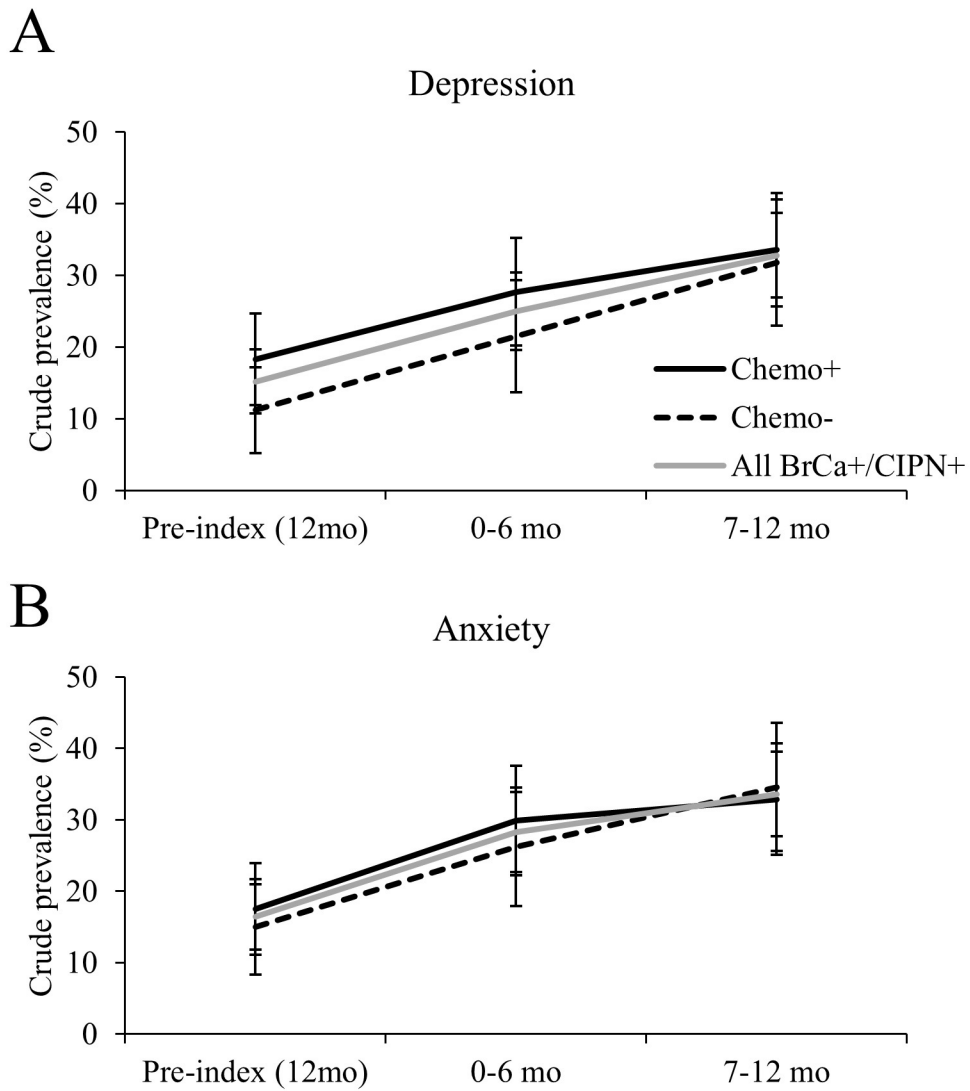 A
Depression
Crude prevalence (%)
50
40
30
20
10
0
Chemo+
Chemo-
All BrCa+/CIPN+
Pre-index (12mo) 0-6 mo 7-12 mo
B
Anxiety
Crude prevalence (%)
50
40
30
20
10
0
Pre-index (12mo) 0-6 mo 7-12 mo